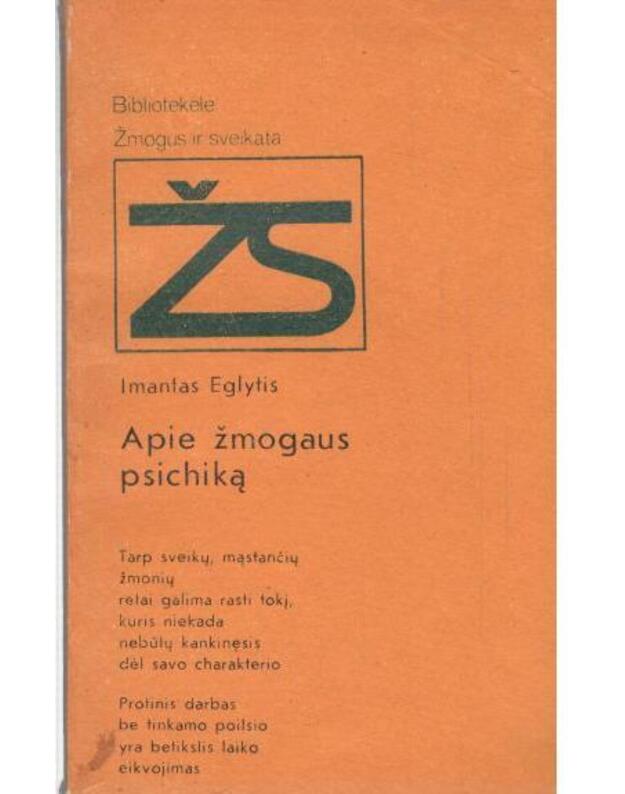 Bibliotekėlė
Žmogus ir sveikata
ŽS
Imantas Eglytis
Apie žmogaus
psichiką
Tarp sveikų, mąstančių
žmonių
retai galima rasti tokį,
kuris niekada
nebūtų kankinęsis
dėl savo charakterio
Protinis darbas
be tinkamo poilsio
yra betikslis laiko
eikvojimas